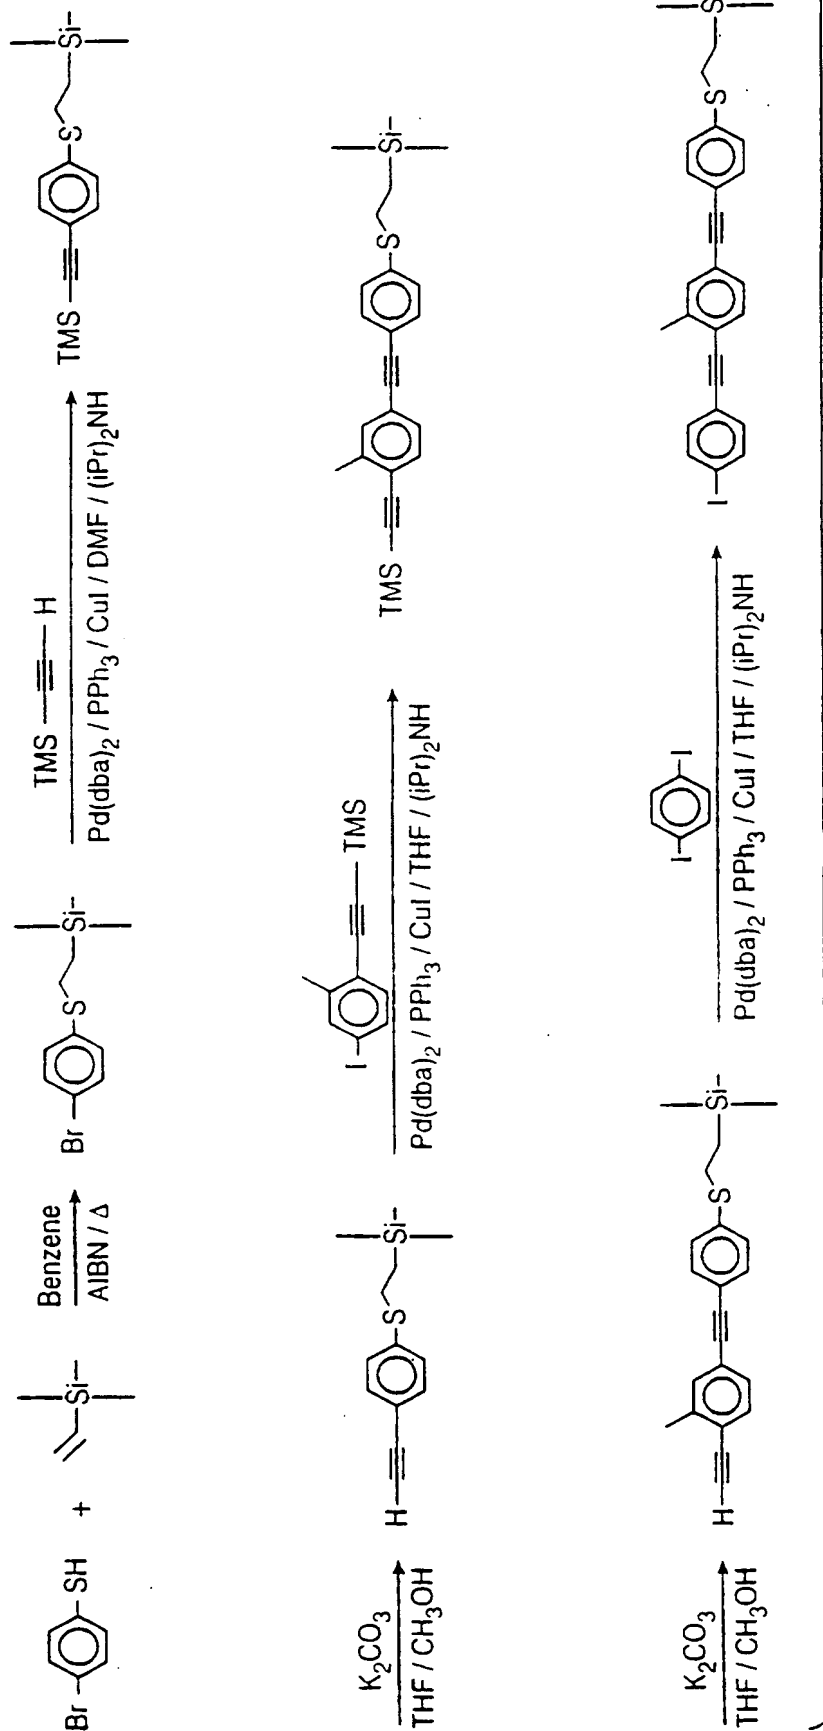 Br SH + Si Benzene AIBN / Δ Br S Si TMS H Pd(dba)2 / PPh3 / CuI / DMF / (iPr)2NH TMS S Si
K2CO3 THF / CH3OH H S Si I TMS Pd(dba)2 / PPh3 / CuI / THF / (iPr)2NH TMS S Si
K2CO3 THF / CH3OH H S Si I I Pd(dba)2 / PPh3 / CuI / THF / (iPr)2NH I S Si